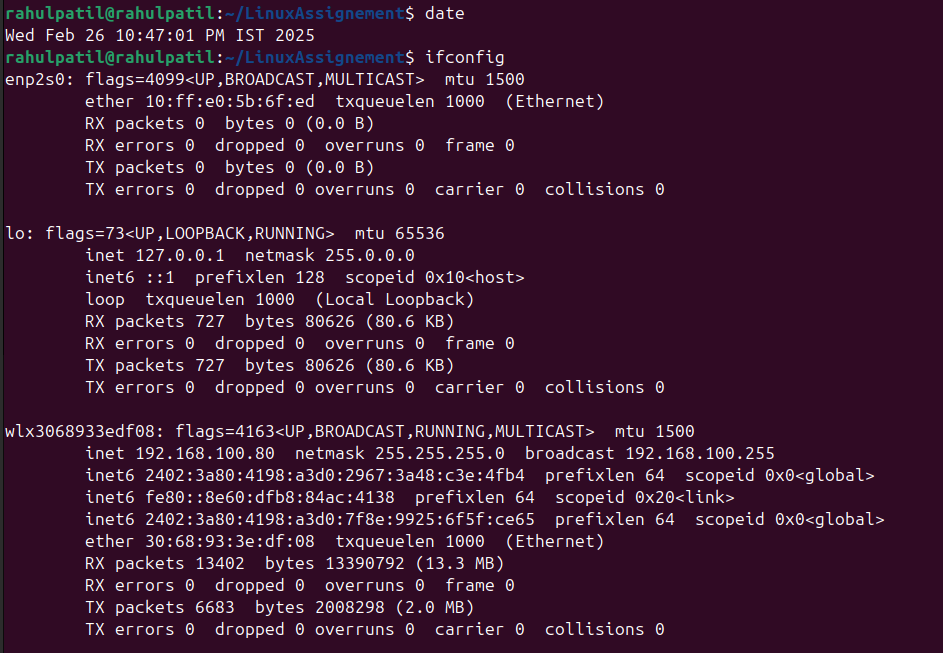 rahulpatil@rahulpatil:~/LinuxAssignement$ date
Wed Feb 26 10:47:01 PM IST 2025
rahulpatil@rahulpatil:~/LinuxAssignement$ ifconfig
enp2s0: flags=4099<UP,BROADCAST,MULTICAST>  mtu 1500
        ether 10:ff:e0:5b:6f:ed  txqueuelen 1000  (Ethernet)
        RX packets 0  bytes 0 (0.0 B)
        RX errors 0  dropped 0  overruns 0  frame 0
        TX packets 0  bytes 0 (0.0 B)
        TX errors 0  dropped 0 overruns 0  carrier 0  collisions 0

lo: flags=73<UP,LOOPBACK,RUNNING>  mtu 65536
        inet 127.0.0.1  netmask 255.0.0.0
        inet6 ::1  prefixlen 128  scopeid 0x10<host>
        loop  txqueuelen 1000  (Local Loopback)
        RX packets 727  bytes 80626 (80.6 KB)
        RX errors 0  dropped 0  overruns 0  frame 0
        TX packets 727  bytes 80626 (80.6 KB)
        TX errors 0  dropped 0 overruns 0  carrier 0  collisions 0

wlx3068933edf08: flags=4163<UP,BROADCAST,RUNNING,MULTICAST>  mtu 1500
        inet 192.168.100.80  netmask 255.255.255.0  broadcast 192.168.100.255
        inet6 2402:3a80:4198:a3d0:2967:3a48:c3e:4fb4  prefixlen 64  scopeid 0x0<global>
        inet6 fe80::8e60:dfb8:84ac:4138  prefixlen 64  scopeid 0x20<link>
        inet6 2402:3a80:4198:a3d0:7f8e:9925:6f5f:ce65  prefixlen 64  scopeid 0x0<global>
        ether 30:68:93:3e:df:08  txqueuelen 1000  (Ethernet)
        RX packets 13402  bytes 13390792 (13.3 MB)
        RX errors 0  dropped 0  overruns 0  frame 0
        TX packets 6683  bytes 2008298 (2.0 MB)
        TX errors 0  dropped 0 overruns 0  carrier 0  collisions 0